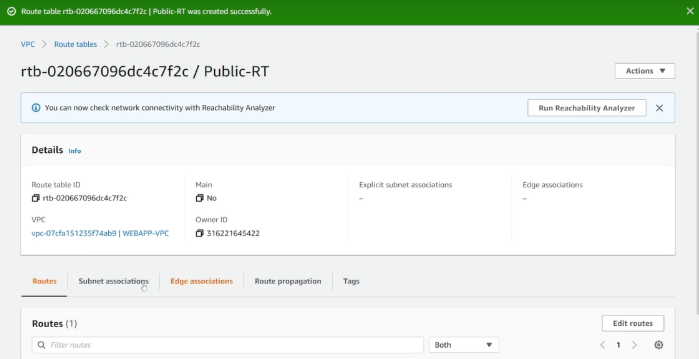 Route table rtb-020667096dc4c7f2c | Public-RT was created successfully.
VPC > Route tables > rtb-020667096dc4c7f2c
rtb-020667096dc4c7f2c / Public-RT
Actions
You can now check network connectivity with Reachability Analyzer
Run Reachability Analyzer
Details Info
Route table ID
rtb-020667096dc4c7f2c
Main
No
Explicit subnet associations
–
Edge associations
–
VPC
vpc-07cfa151235f74ab9 | WEBAPP-VPC
Owner ID
316221645422
Routes Subnet associations Edge associations Route propagation Tags
Routes (1)
Edit routes
Filter routes
Both
1